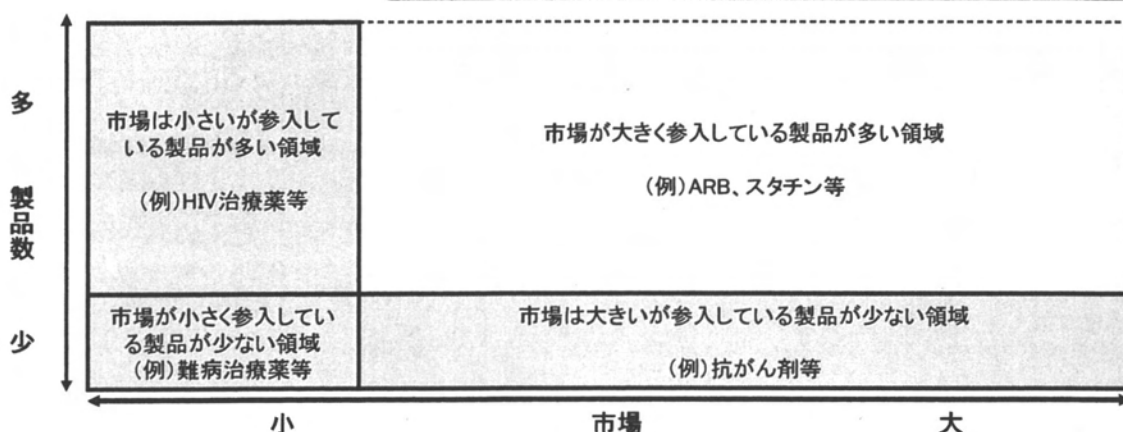 多
製品数
少
市場は小さいが参入して
いる製品が多い領域
(例)HIV治療薬等
市場が大きく参入している製品が多い領域
(例)ARB、スタチン等
市場が小さく参入してい
る製品が少ない領域
(例)難病治療薬等
市場は大きいが参入している製品が少ない領域
(例)抗がん剤等
小
市場
大